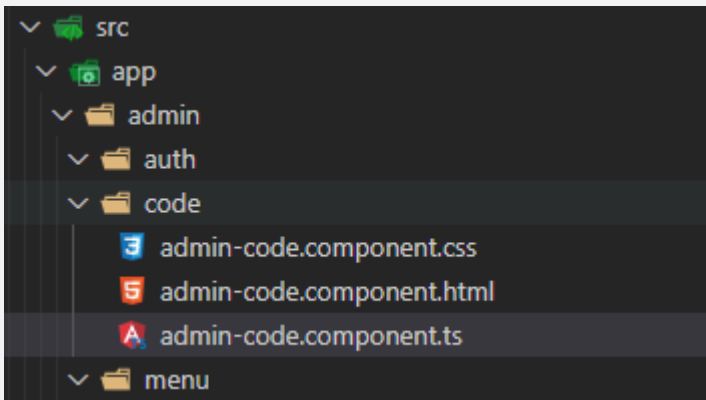 src
app
admin
auth
code
admin-code.component.css
admin-code.component.html
admin-code.component.ts
menu